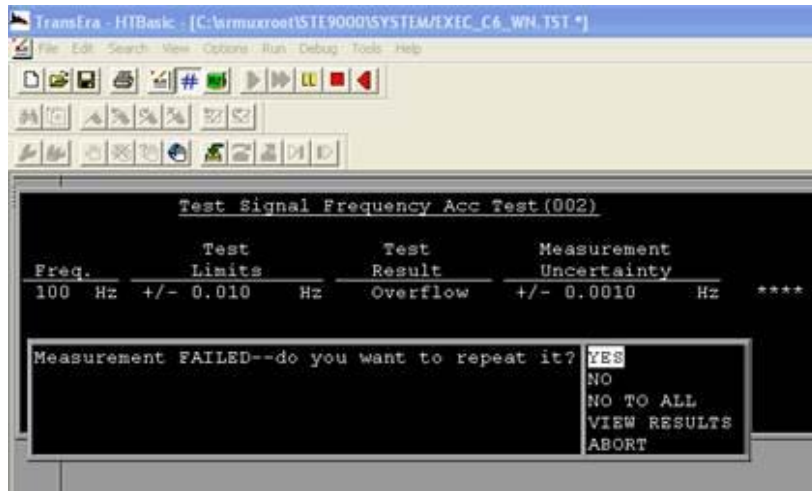 TransEra - HTBasic - [C:\srmuxroot\STE9000\SYSTEM/EXEC_C6_WN.TST *]
File Edit Search View Options Run Debug Tools Help
Test Signal Frequency Acc Test(002)
Test Test Measurement
Freq. Limits Result Uncertainty
100 Hz +/- 0.010 Hz Overflow +/- 0.0010 Hz ****
Measurement FAILED--do you want to repeat it? YES
NO
NO TO ALL
VIEW RESULTS
ABORT